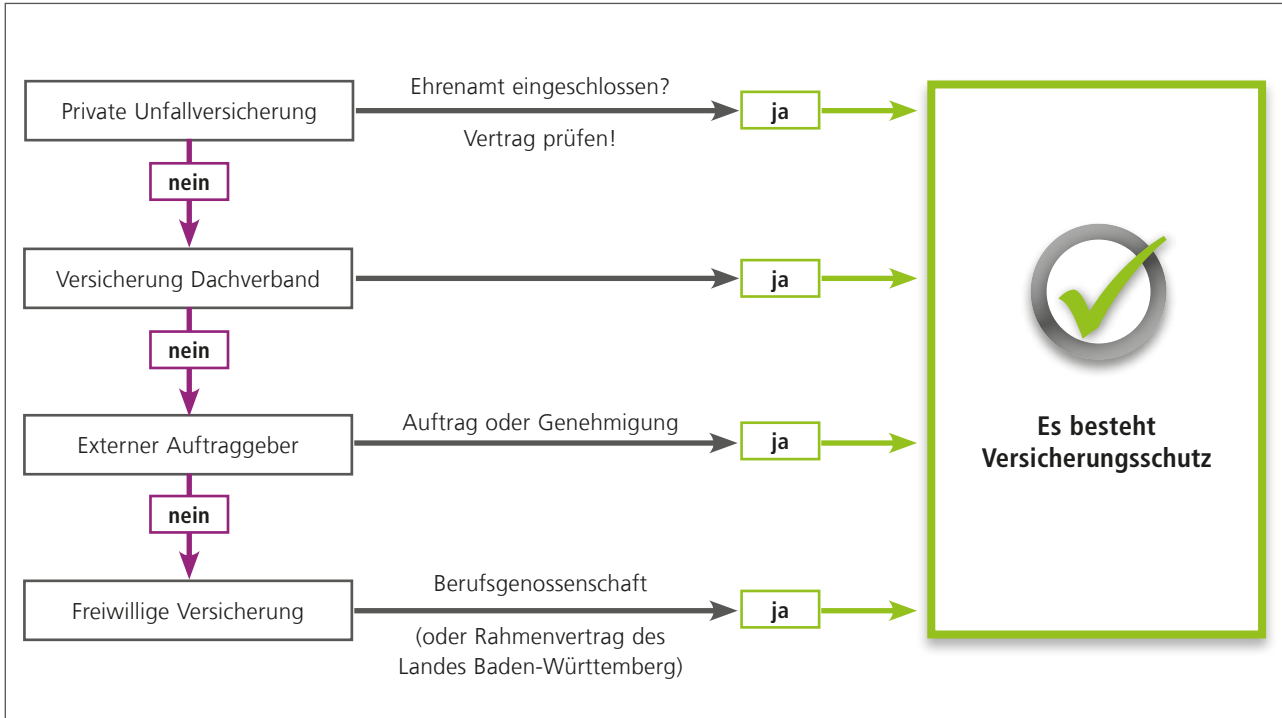 Private Unfallversicherung
Ehrenamt eingeschlossen?
Vertrag prüfen!
ja
nein
Versicherung Dachverband
ja
nein
Externer Auftraggeber
Auftrag oder Genehmigung
ja
nein
Freiwillige Versicherung
Berufsgenossenschaft
(oder Rahmenvertrag des
Landes Baden-Württemberg)
ja
Es besteht
Versicherungsschutz